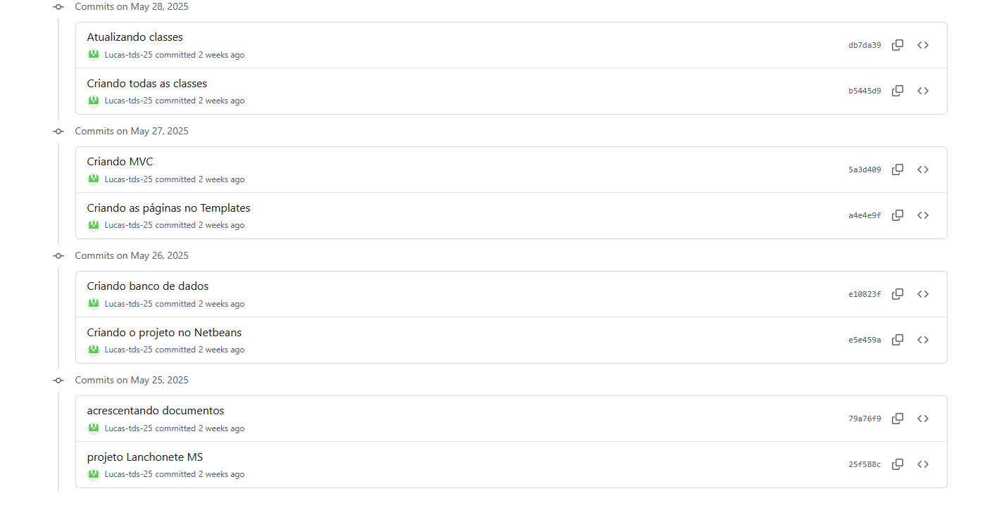 Commits on May 28, 2025
Atualizando classes
Lucas-tds-25 committed 2 weeks ago
db7da39
Criando todas as classes
Lucas-tds-25 committed 2 weeks ago
b5445d9
Commits on May 27, 2025
Criando MVC
Lucas-tds-25 committed 2 weeks ago
5a3d409
Criando as páginas no Templates
Lucas-tds-25 committed 2 weeks ago
a4e4e9f
Commits on May 26, 2025
Criando banco de dados
Lucas-tds-25 committed 2 weeks ago
e10823f
Criando o projeto no Netbeans
Lucas-tds-25 committed 2 weeks ago
e5e459a
Commits on May 25, 2025
acrescentando documentos
Lucas-tds-25 committed 2 weeks ago
79a76f9
projeto Lanchonete MS
Lucas-tds-25 committed 2 weeks ago
25f588c